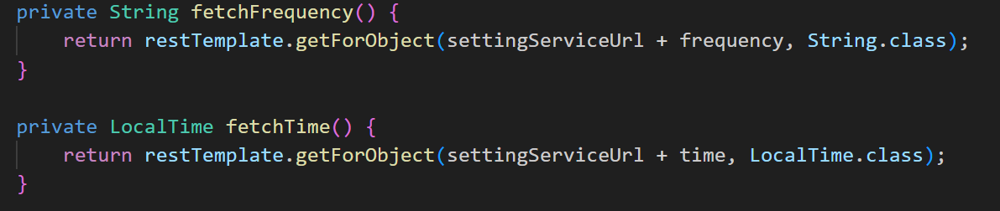 private String fetchFrequency() {
    return restTemplate.getForObject(settingServiceUrl + frequency, String.class);
}

private LocalTime fetchTime() {
    return restTemplate.getForObject(settingServiceUrl + time, LocalTime.class);
}